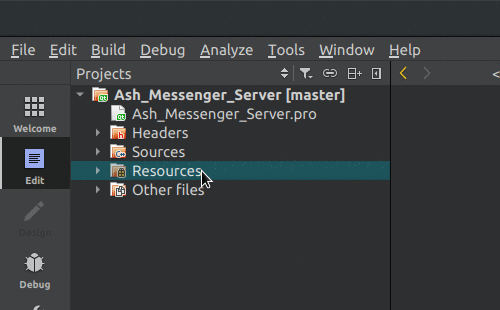 File Edit Build Debug Analyze Tools Window Help
Projects
Ash_Messenger_Server [master]
Ash_Messenger_Server.pro
Headers
Sources
Resources
Other files
Welcome
Edit
Design
Debug